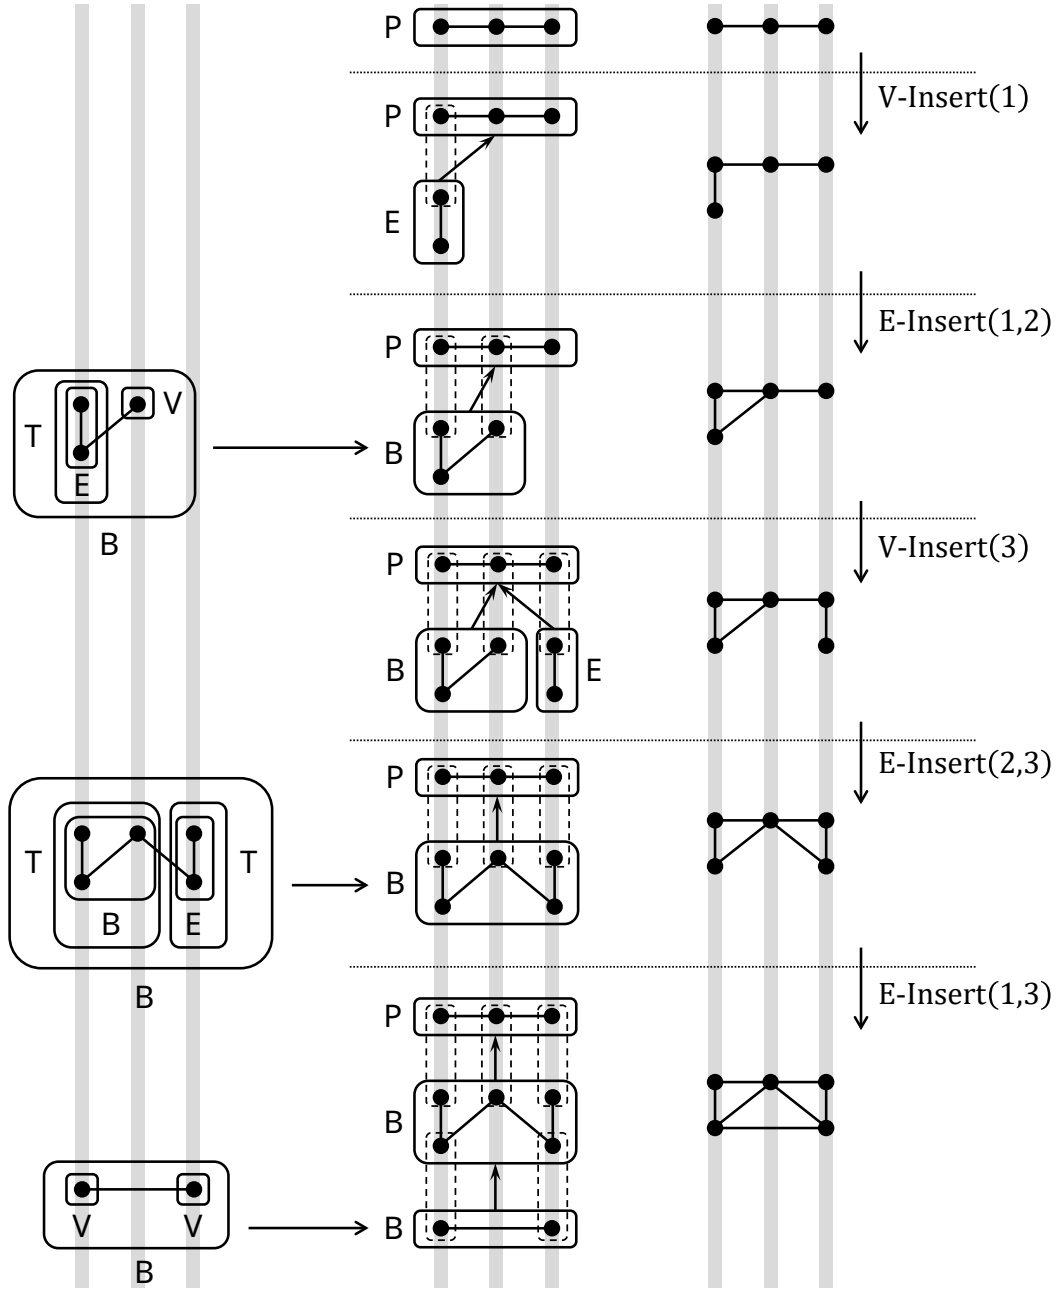 P
V-Insert(1)
P
E
E-Insert(1,2)
P
T
V
E
B
B
V-Insert(3)
P
B
E
E-Insert(2,3)
P
T
T
B
E
B
B
E-Insert(1,3)
P
B
V
V
B
B